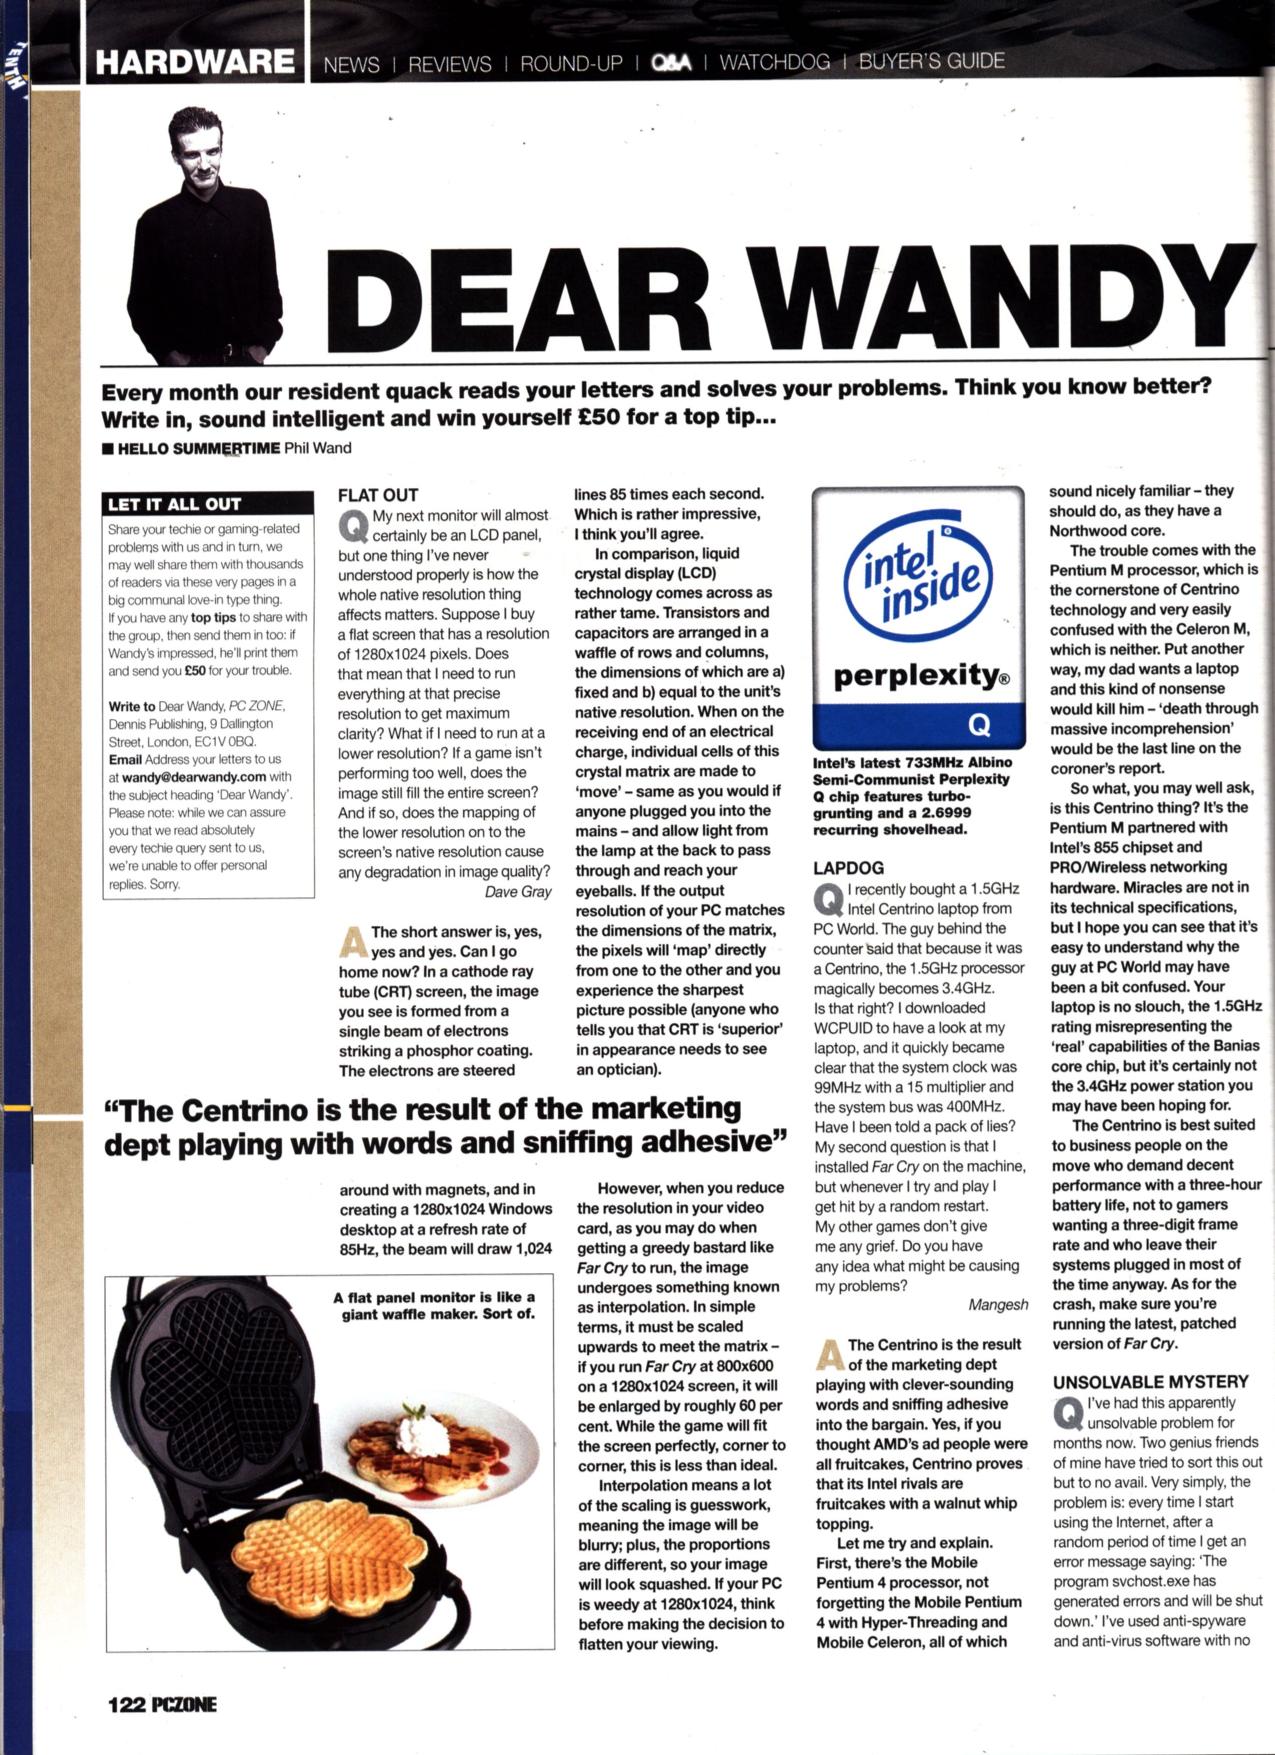 TENTH
HARDWARE
NEWS | REVIEWS | ROUND-UP | Q&A | WATCHDOG | BUYER'S GUIDE
DEAR WANDY
Every month our resident quack reads your letters and solves your problems. Think you know better?
Write in, sound intelligent and win yourself £50 for a top tip...
■ HELLO SUMMERTIME Phil Wand
LET IT ALL OUT
Share your techie or gaming-related
problems with us and in turn, we
may well share them with thousands
of readers via these very pages in a
big communal love-in type thing.
If you have any top tips to share with
the group, then send them in too: if
Wandy's impressed, he'll print them
and send you £50 for your trouble.
Write to Dear Wandy, PC ZONE,
Dennis Publishing, 9 Dallington
Street, London, EC1V 0BQ.
Email Address your letters to us
at wandy@dearwandy.com with
the subject heading 'Dear Wandy'.
Please note: while we can assure
you that we read absolutely
every techie query sent to us,
we're unable to offer personal
replies. Sorry.
FLAT OUT
Q My next monitor will almost
certainly be an LCD panel,
but one thing I've never
understood properly is how the
whole native resolution thing
affects matters. Suppose I buy
a flat screen that has a resolution
of 1280x1024 pixels. Does
that mean that I need to run
everything at that precise
resolution to get maximum
clarity? What if I need to run at a
lower resolution? If a game isn't
performing too well, does the
image still fill the entire screen?
And if so, does the mapping of
the lower resolution on to the
screen's native resolution cause
any degradation in image quality?
Dave Gray
A The short answer is, yes,
yes and yes. Can I go
home now? In a cathode ray
tube (CRT) screen, the image
you see is formed from a
single beam of electrons
striking a phosphor coating.
The electrons are steered
around with magnets, and in
creating a 1280x1024 Windows
desktop at a refresh rate of
85Hz, the beam will draw 1,024
lines 85 times each second.
Which is rather impressive,
I think you'll agree.
In comparison, liquid
crystal display (LCD)
technology comes across as
rather tame. Transistors and
capacitors are arranged in a
waffle of rows and columns,
the dimensions of which are a)
fixed and b) equal to the unit's
native resolution. When on the
receiving end of an electrical
charge, individual cells of this
crystal matrix are made to
'move' – same as you would if
anyone plugged you into the
mains – and allow light from
the lamp at the back to pass
through and reach your
eyeballs. If the output
resolution of your PC matches
the dimensions of the matrix,
the pixels will 'map' directly
from one to the other and you
experience the sharpest
picture possible (anyone who
tells you that CRT is 'superior'
in appearance needs to see
an optician).
However, when you reduce
the resolution in your video
card, as you may do when
getting a greedy bastard like
Far Cry to run, the image
undergoes something known
as interpolation. In simple
terms, it must be scaled
upwards to meet the matrix –
if you run Far Cry at 800x600
on a 1280x1024 screen, it will
be enlarged by roughly 60 per
cent. While the game will fit
the screen perfectly, corner to
corner, this is less than ideal.
Interpolation means a lot
of the scaling is guesswork,
meaning the image will be
blurry; plus, the proportions
are different, so your image
will look squashed. If your PC
is weedy at 1280x1024, think
before making the decision to
flatten your viewing.
"The Centrino is the result of the marketing
dept playing with words and sniffing adhesive"
A flat panel monitor is like a
giant waffle maker. Sort of.
intel
inside
perplexity®
Q
Intel's latest 733MHz Albino
Semi-Communist Perplexity
Q chip features turbo-
grunting and a 2.6999
recurring shovelhead.
LAPDOG
Q I recently bought a 1.5GHz
Intel Centrino laptop from
PC World. The guy behind the
counter said that because it was
a Centrino, the 1.5GHz processor
magically becomes 3.4GHz.
Is that right? I downloaded
WCPUID to have a look at my
laptop, and it quickly became
clear that the system clock was
99MHz with a 15 multiplier and
the system bus was 400MHz.
Have I been told a pack of lies?
My second question is that I
installed Far Cry on the machine,
but whenever I try and play I
get hit by a random restart.
My other games don't give
me any grief. Do you have
any idea what might be causing
my problems?
Mangesh
A The Centrino is the result
of the marketing dept
playing with clever-sounding
words and sniffing adhesive
into the bargain. Yes, if you
thought AMD's ad people were
all fruitcakes, Centrino proves
that its Intel rivals are
fruitcakes with a walnut whip
topping.
Let me try and explain.
First, there's the Mobile
Pentium 4 processor, not
forgetting the Mobile Pentium
4 with Hyper-Threading and
Mobile Celeron, all of which
sound nicely familiar – they
should do, as they have a
Northwood core.
The trouble comes with the
Pentium M processor, which is
the cornerstone of Centrino
technology and very easily
confused with the Celeron M,
which is neither. Put another
way, my dad wants a laptop
and this kind of nonsense
would kill him – 'death through
massive incomprehension'
would be the last line on the
coroner's report.
So what, you may well ask,
is this Centrino thing? It's the
Pentium M partnered with
Intel's 855 chipset and
PRO/Wireless networking
hardware. Miracles are not in
its technical specifications,
but I hope you can see that it's
easy to understand why the
guy at PC World may have
been a bit confused. Your
laptop is no slouch, the 1.5GHz
rating misrepresenting the
'real' capabilities of the Banias
core chip, but it's certainly not
the 3.4GHz power station you
may have been hoping for.
The Centrino is best suited
to business people on the
move who demand decent
performance with a three-hour
battery life, not to gamers
wanting a three-digit frame
rate and who leave their
systems plugged in most of
the time anyway. As for the
crash, make sure you're
running the latest, patched
version of Far Cry.
UNSOLVABLE MYSTERY
Q I've had this apparently
unsolvable problem for
months now. Two genius friends
of mine have tried to sort this out
but to no avail. Very simply, the
problem is: every time I start
using the Internet, after a
random period of time I get an
error message saying: 'The
program svchost.exe has
generated errors and will be shut
down.' I've used anti-spyware
and anti-virus software with no
122 PCZONE